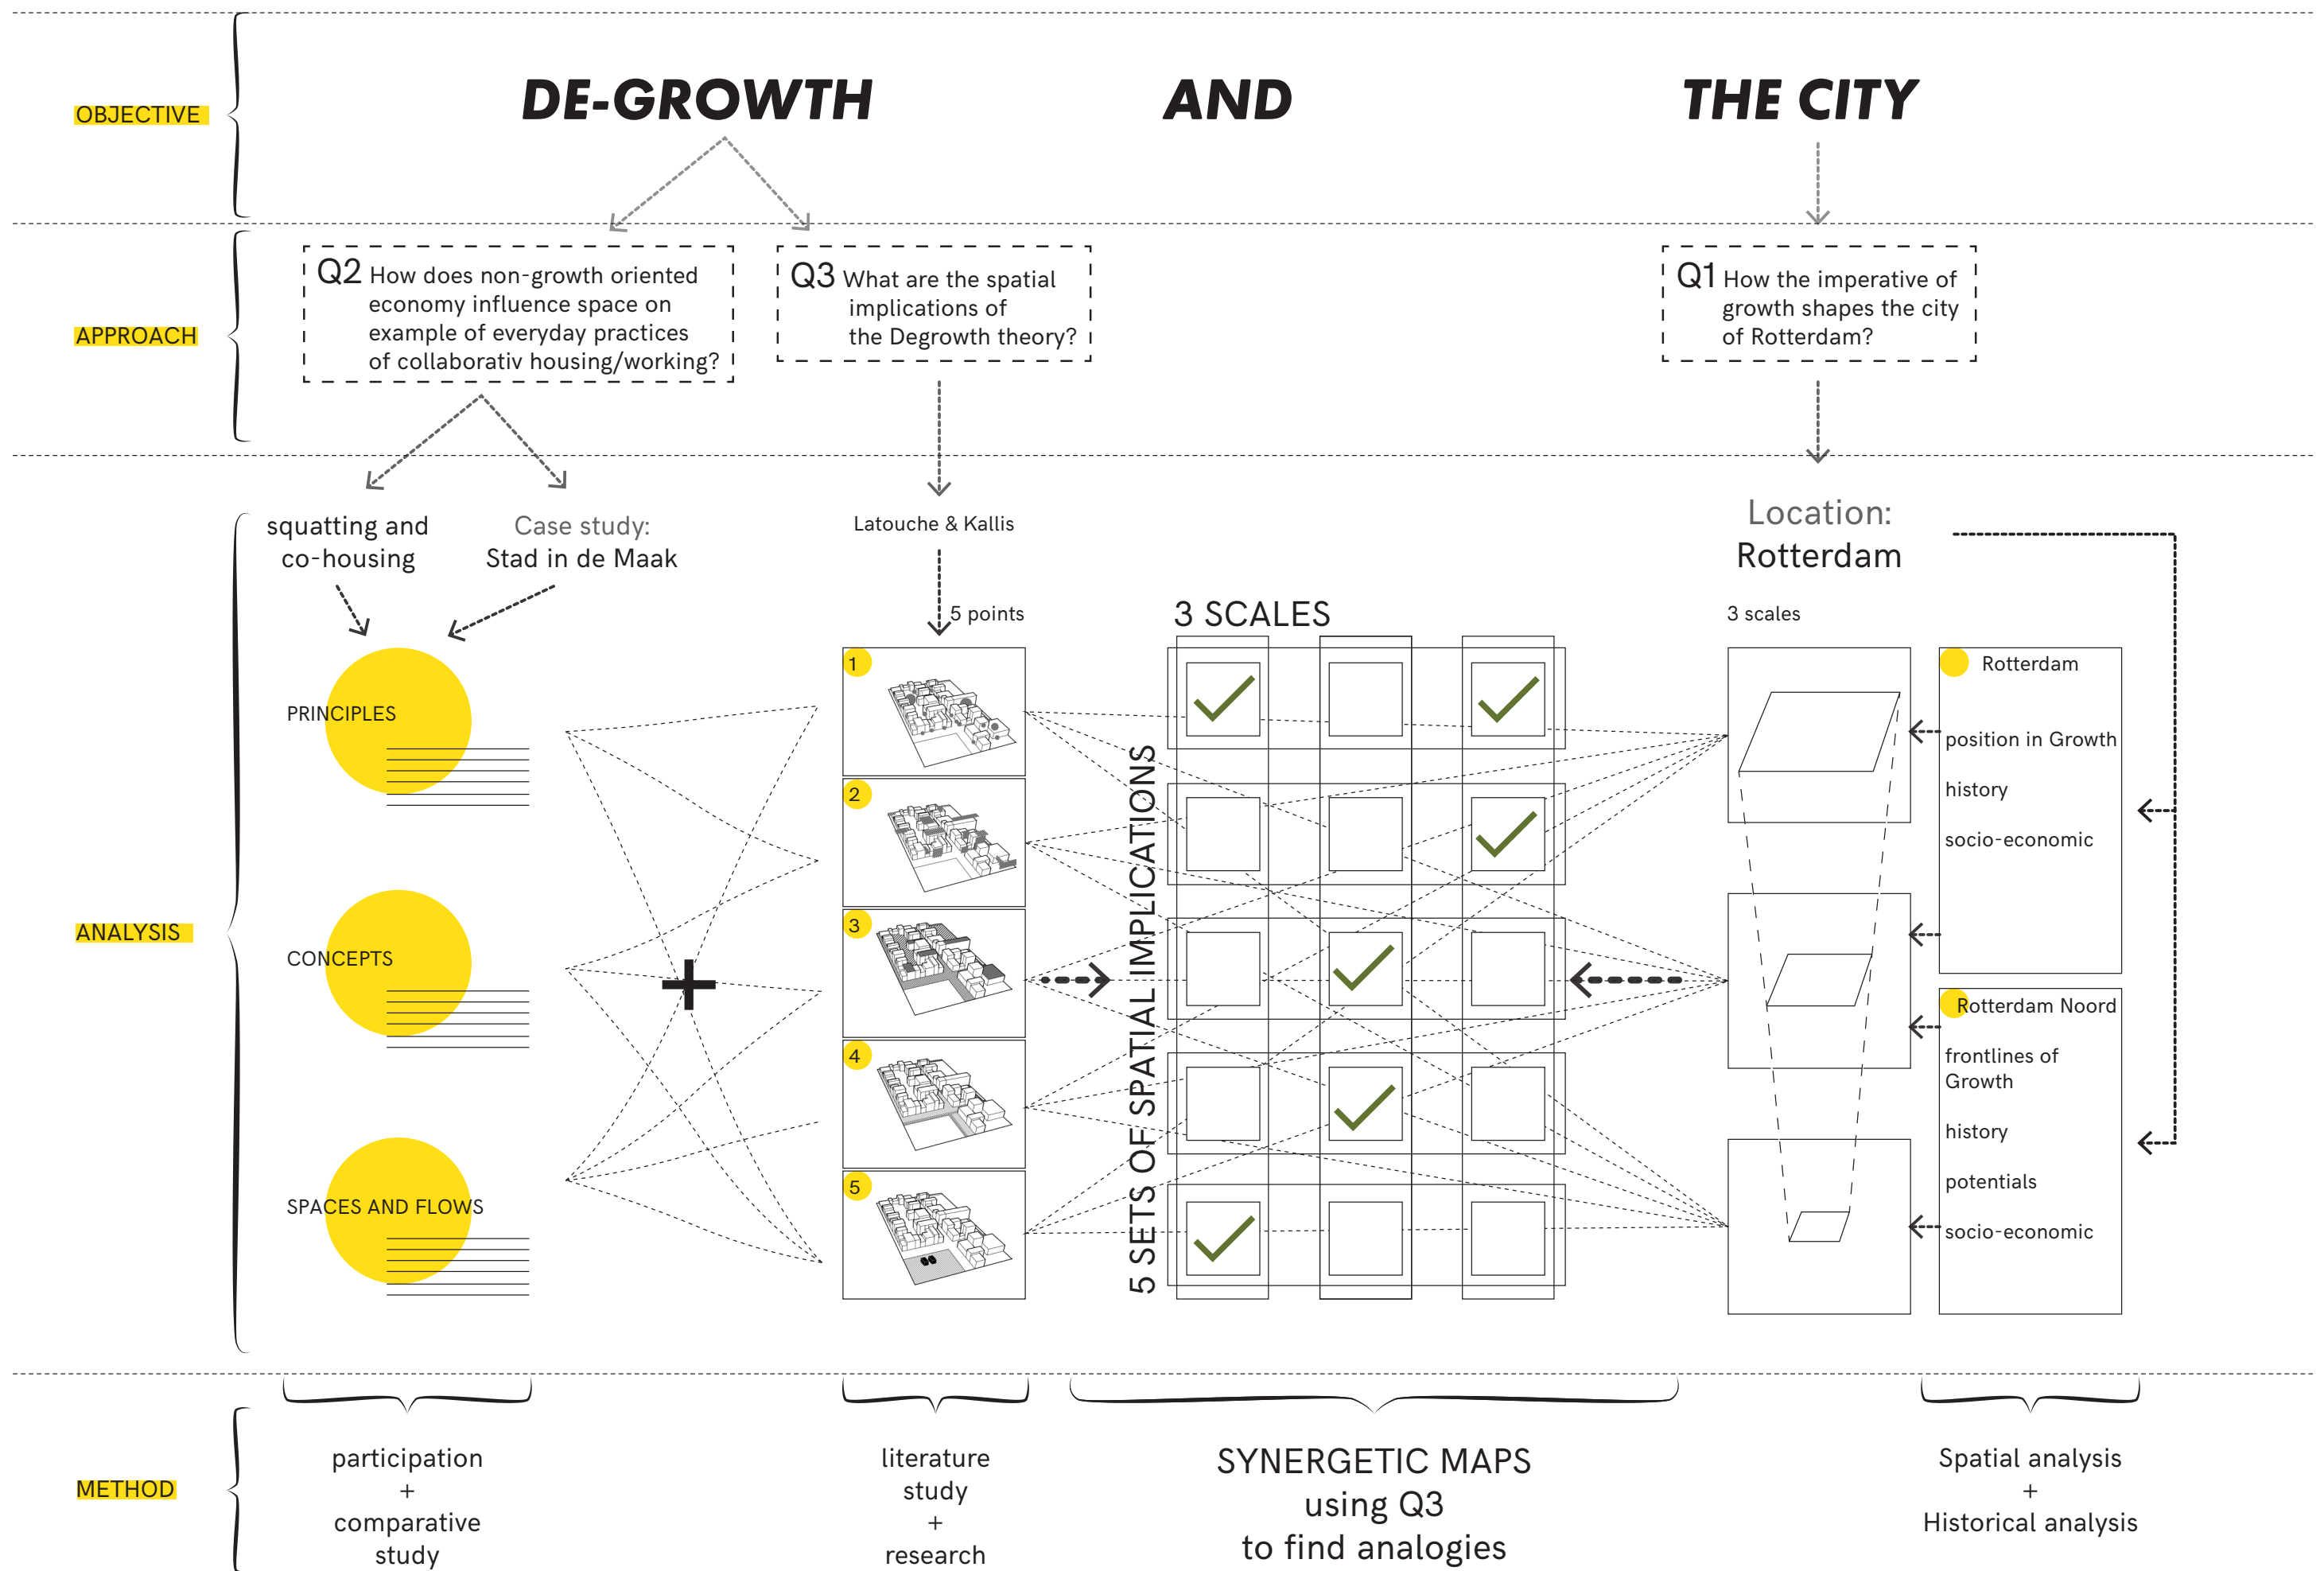 OBJECTIVE
DE-GROWTH AND THE CITY
APPROACH
Q2 How does non-growth oriented
economy influence space on
example of everyday practices
of collaborativ housing/working?
Q3 What are the spatial
implications of
the Degrowth theory?
Q1 How the imperative of
growth shapes the city
of Rotterdam?
ANALYSIS
squatting and
co-housing
Case study:
Stad in de Maak
Latouche & Kallis
5 points
Location:
Rotterdam
3 scales
PRINCIPLES
CONCEPTS
SPACES AND FLOWS
+
1
2
3
4
5
3 SCALES
5 SETS OF SPATIAL IMPLICATIONS
Rotterdam
position in Growth
history
socio-economic
Rotterdam Noord
frontlines of
Growth
history
potentials
socio-economic
METHOD
participation
+
comparative
study
literature
study
+
research
SYNERGETIC MAPS
using Q3
to find analogies
Spatial analysis
+
Historical analysis